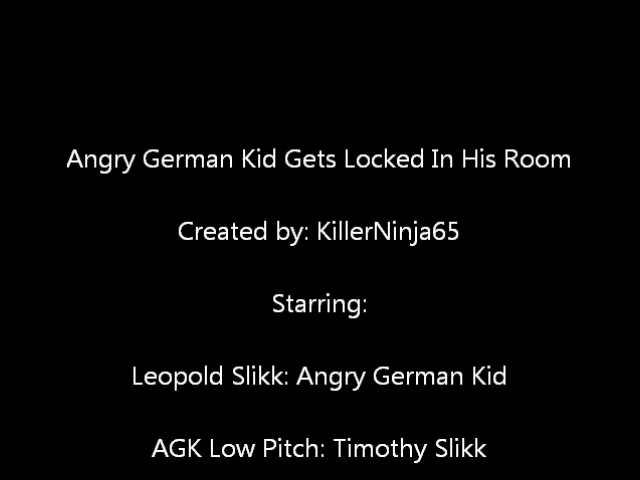 Angry German Kid Gets Locked In His Room
Created by: KillerNinja65
Starring:
Leopold Slikk: Angry German Kid
AGK Low Pitch: Timothy Slikk